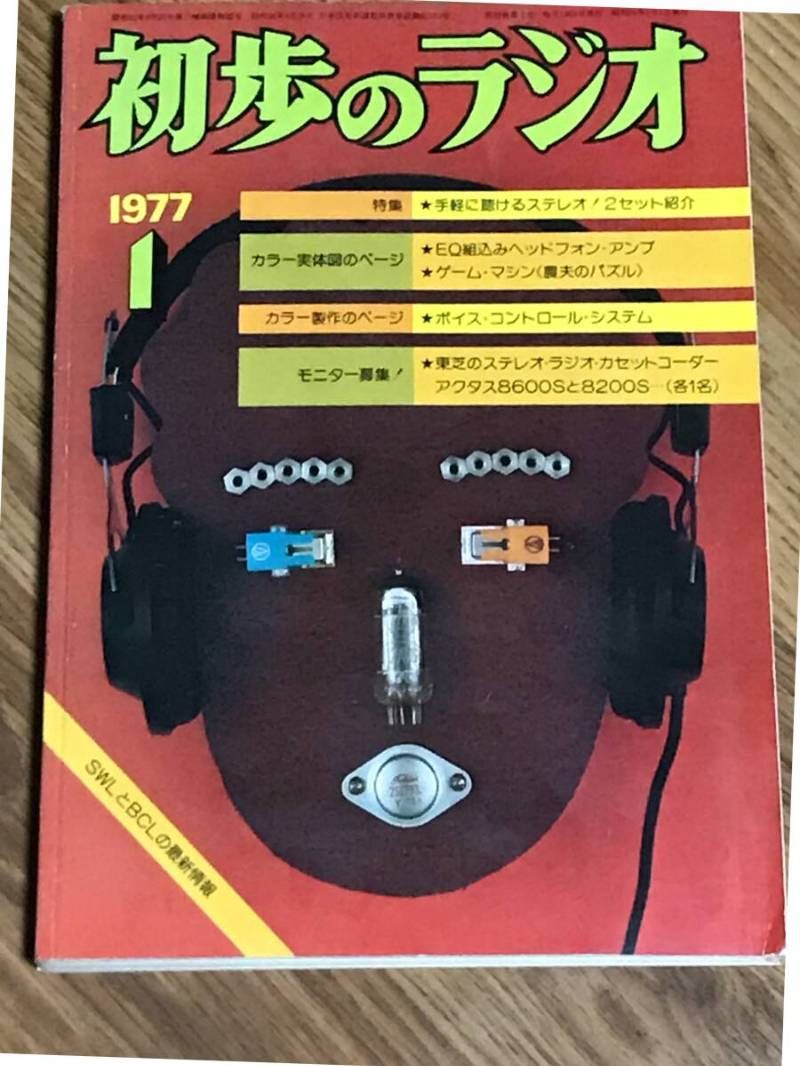 初歩のラジオ
1977
1
特集 ★手軽に聴けるステレオ！2セット紹介
カラー実体図のページ ★EQ組込みヘッドフォン・アンプ
★ゲーム・マシン（農夫のパズル）
カラー製作のページ ★ボイス・コントロール・システム
モニター募集！ ★東芝のステレオ・ラジオ・カセットコーダー
アクタス8600Sと8200S…（各1名）
SWLとBCLの最新情報